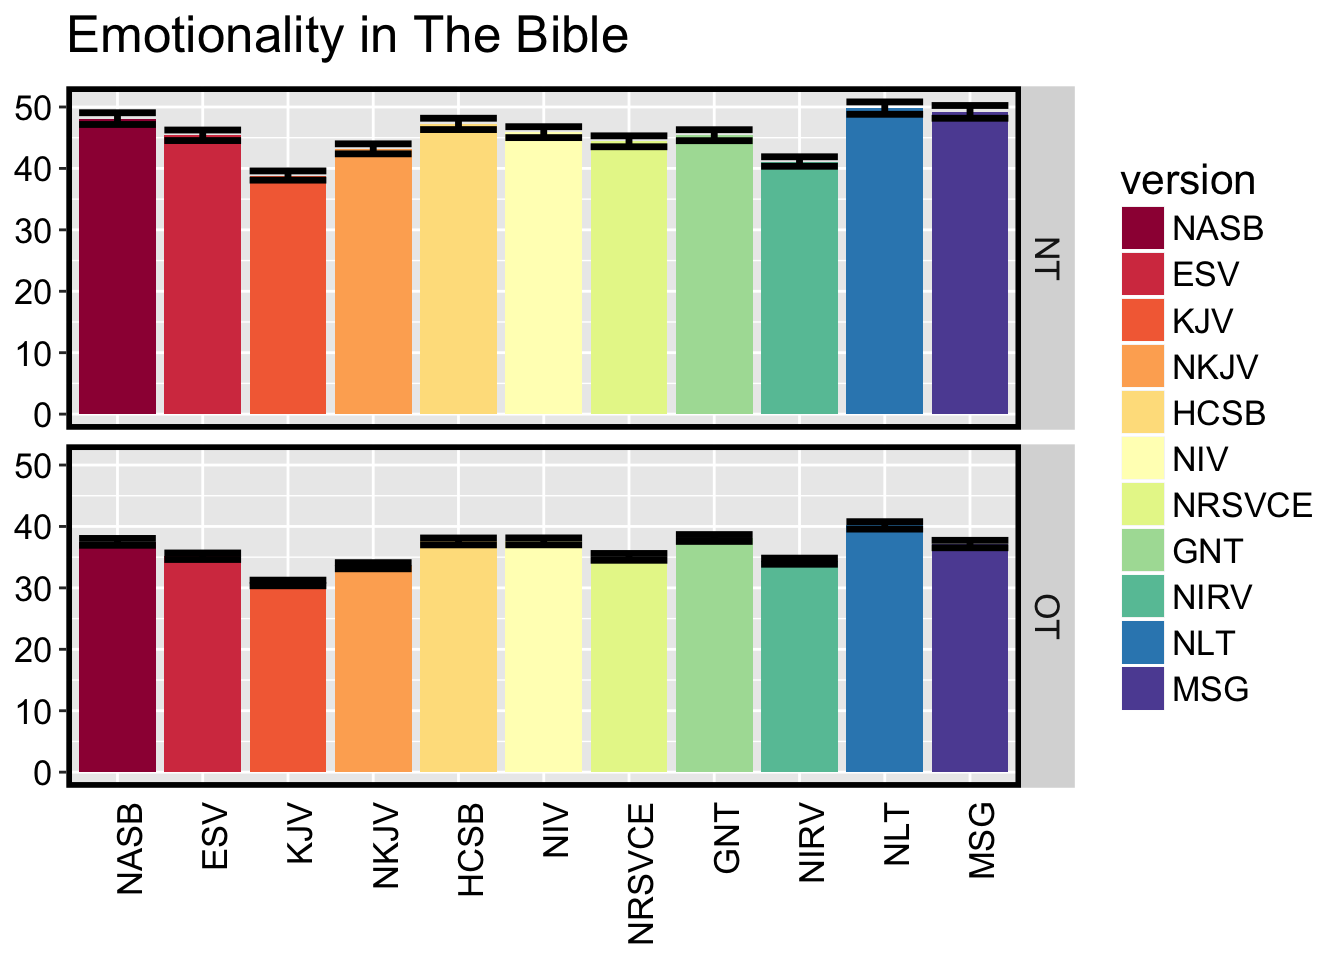 Emotionality in The Bible
50
40
30
20
10
0
NT
50
40
30
20
10
0
OT
NASB
ESV
KJV
NKJV
HCSB
NIV
NRSVCE
GNT
NIRV
NLT
MSG
version
NASB
ESV
KJV
NKJV
HCSB
NIV
NRSVCE
GNT
NIRV
NLT
MSG